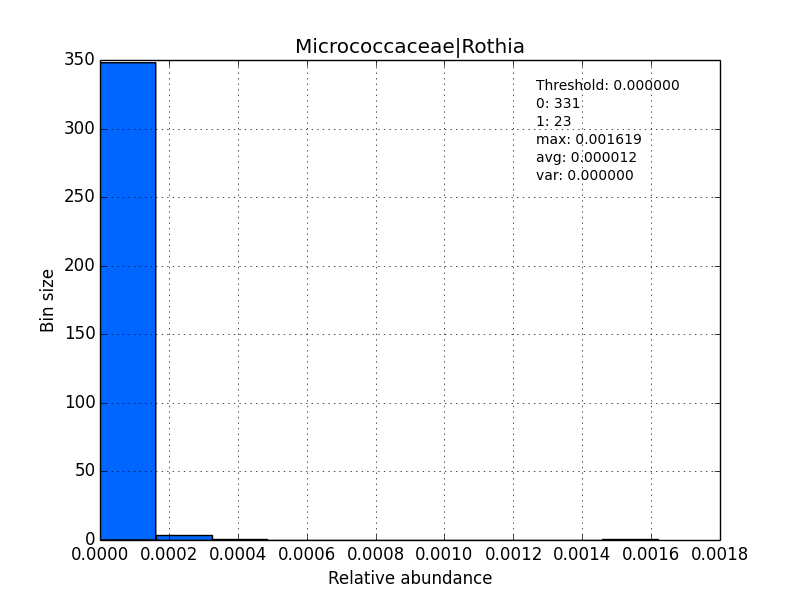 Micrococcaceae|Rothia
Threshold: 0.000000
0: 331
1: 23
max: 0.001619
avg: 0.000012
var: 0.000000
350
300
250
200
150
100
50
0
Bin size
0.0000 0.0002 0.0004 0.0006 0.0008 0.0010 0.0012 0.0014 0.0016 0.0018
Relative abundance